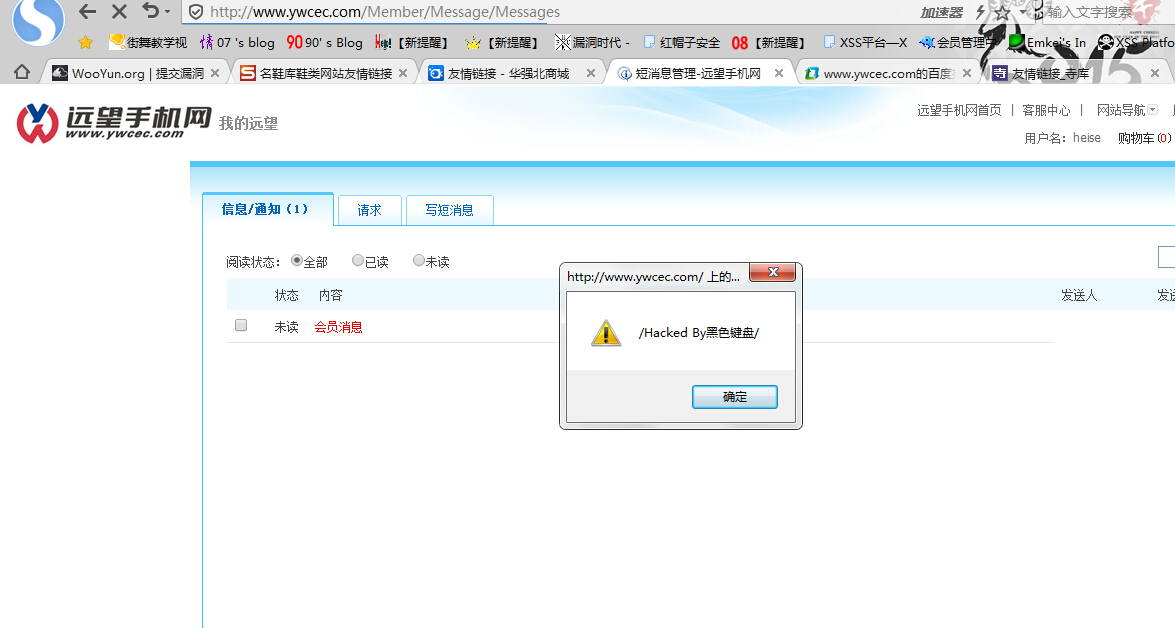 http://www.ywcec.com/Member/Message/Messages 加速器 输入文字搜索
街舞教学视 07 's blog 90 90' s Blog 【新提醒】 【新提醒】 漏洞时代 - 红帽子安全 08 【新提醒】 XSS平台—X 会员管理中 Emkei's In XSS Platfo
WooYun.org | 提交漏洞 名鞋库鞋类网站友情链接 友情链接 - 华强北商城 短消息管理-远望手机网 www.ywcec.com的百度 友情链接_寺库
远望手机网 www.ywcec.com 我的远望 远望手机网首页 | 客服中心 | 网站导航
用户名：heise 购物车(0)
信息/通知（1） 请求 写短消息
阅读状态： 全部 已读 未读
状态 内容 发送人 发送
未读 会员消息
http://www.ywcec.com/ 上的...
/Hacked By黑色键盘/
确定